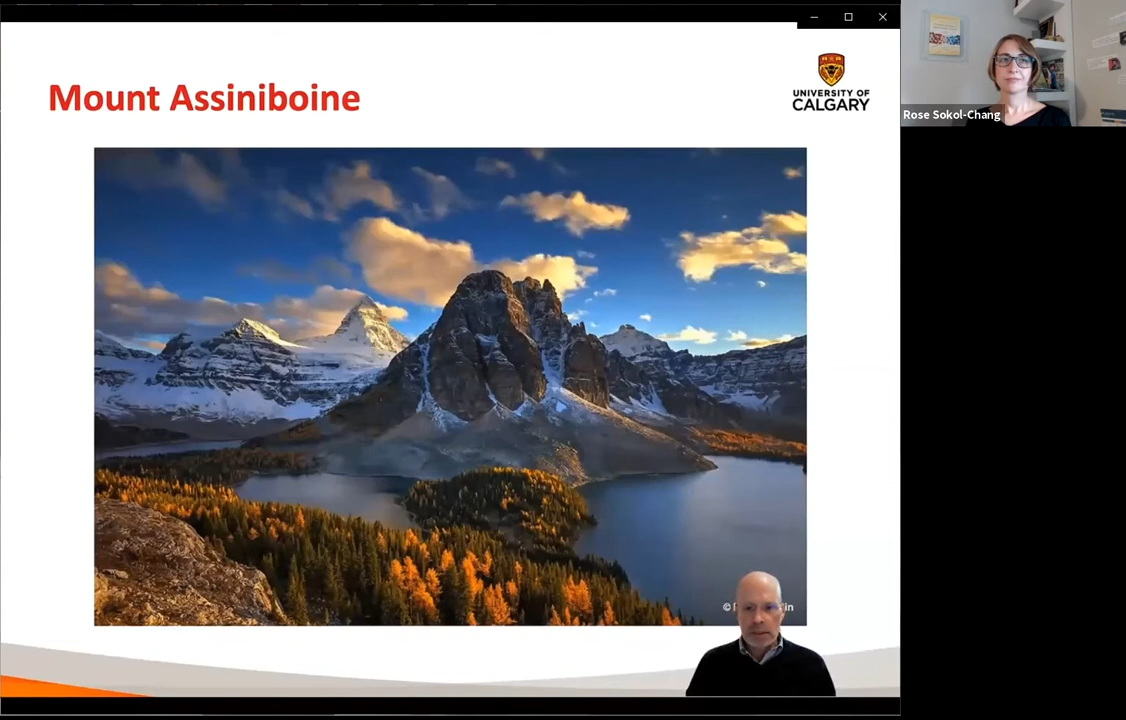 Mount Assiniboine
UNIVERSITY OF
CALGARY
Rose Sokol-Chang
©